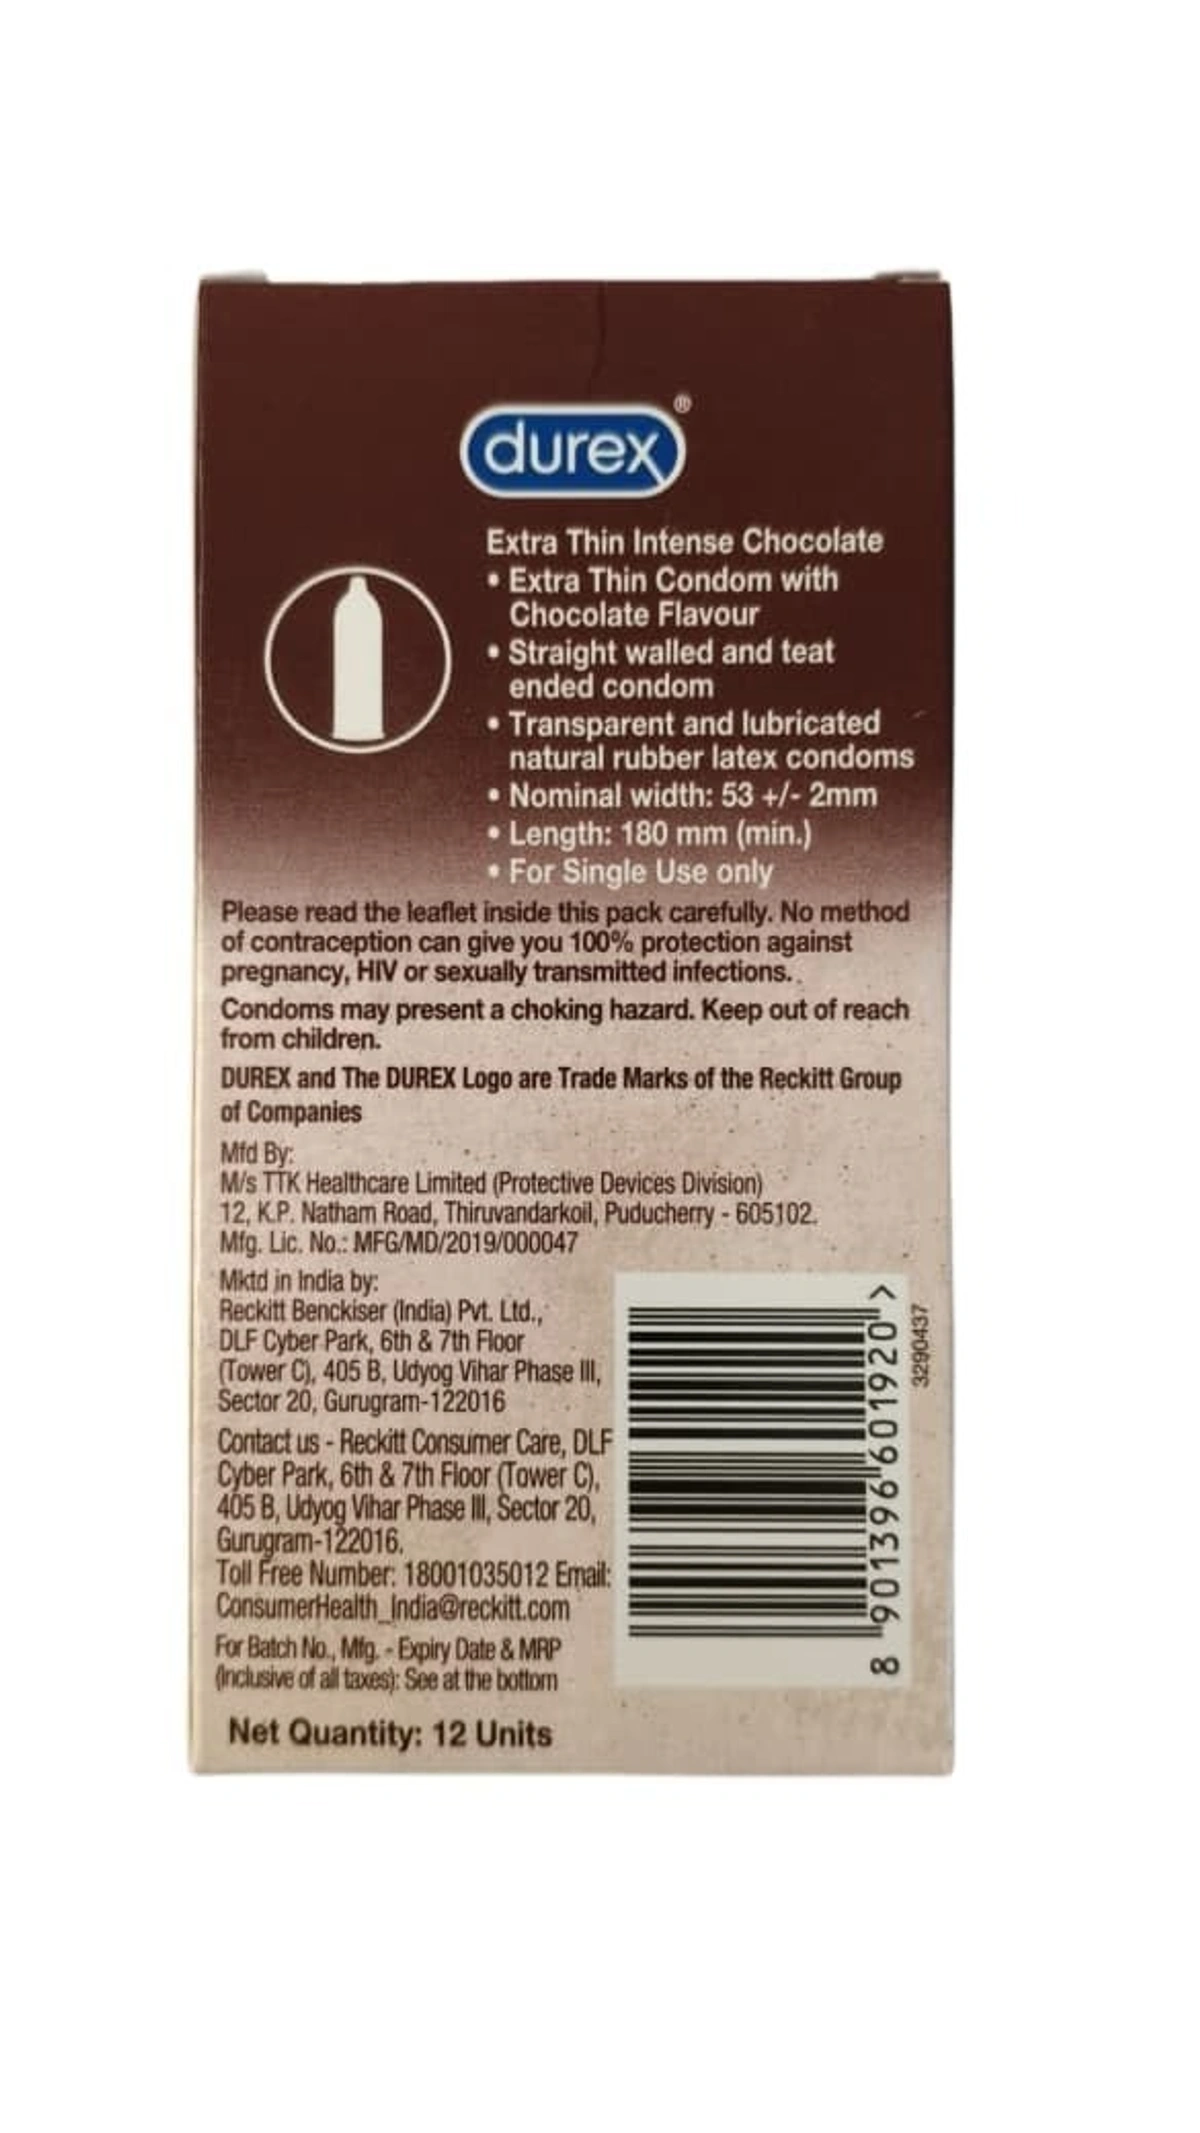 durex®
Extra Thin Intense Chocolate
• Extra Thin Condom with
Chocolate Flavour
• Straight walled and teat
ended condom
• Transparent and lubricated
natural rubber latex condoms
• Nominal width: 53 +/- 2mm
• Length: 180 mm (min.)
• For Single Use only
Please read the leaflet inside this pack carefully. No method
of contraception can give you 100% protection against
pregnancy, HIV or sexually transmitted infections..
Condoms may present a choking hazard. Keep out of reach
from children.
DUREX and The DUREX Logo are Trade Marks of the Reckitt Group
of Companies
Mfd By:
M/s TTK Healthcare Limited (Protective Devices Division)
12, K.P. Natham Road, Thiruvandarkoil, Puducherry - 605102.
Mfg. Lic. No.: MFG/MD/2019/000047
Mktd in India by:
Reckitt Benckiser (India) Pvt. Ltd.,
DLF Cyber Park, 6th & 7th Floor
(Tower C), 405 B, Udyog Vihar Phase III,
Sector 20, Gurugram-122016
Contact us - Reckitt Consumer Care, DLF
Cyber Park, 6th & 7th Floor (Tower C),
405 B, Udyog Vihar Phase III, Sector 20,
Gurugram-122016.
Toll Free Number: 18001035012 Email:
ConsumerHealth_India@reckitt.com
For Batch No., Mfg. - Expiry Date & MRP
(Inclusive of all taxes): See at the bottom
Net Quantity: 12 Units
8 901396 601920 >
3290437